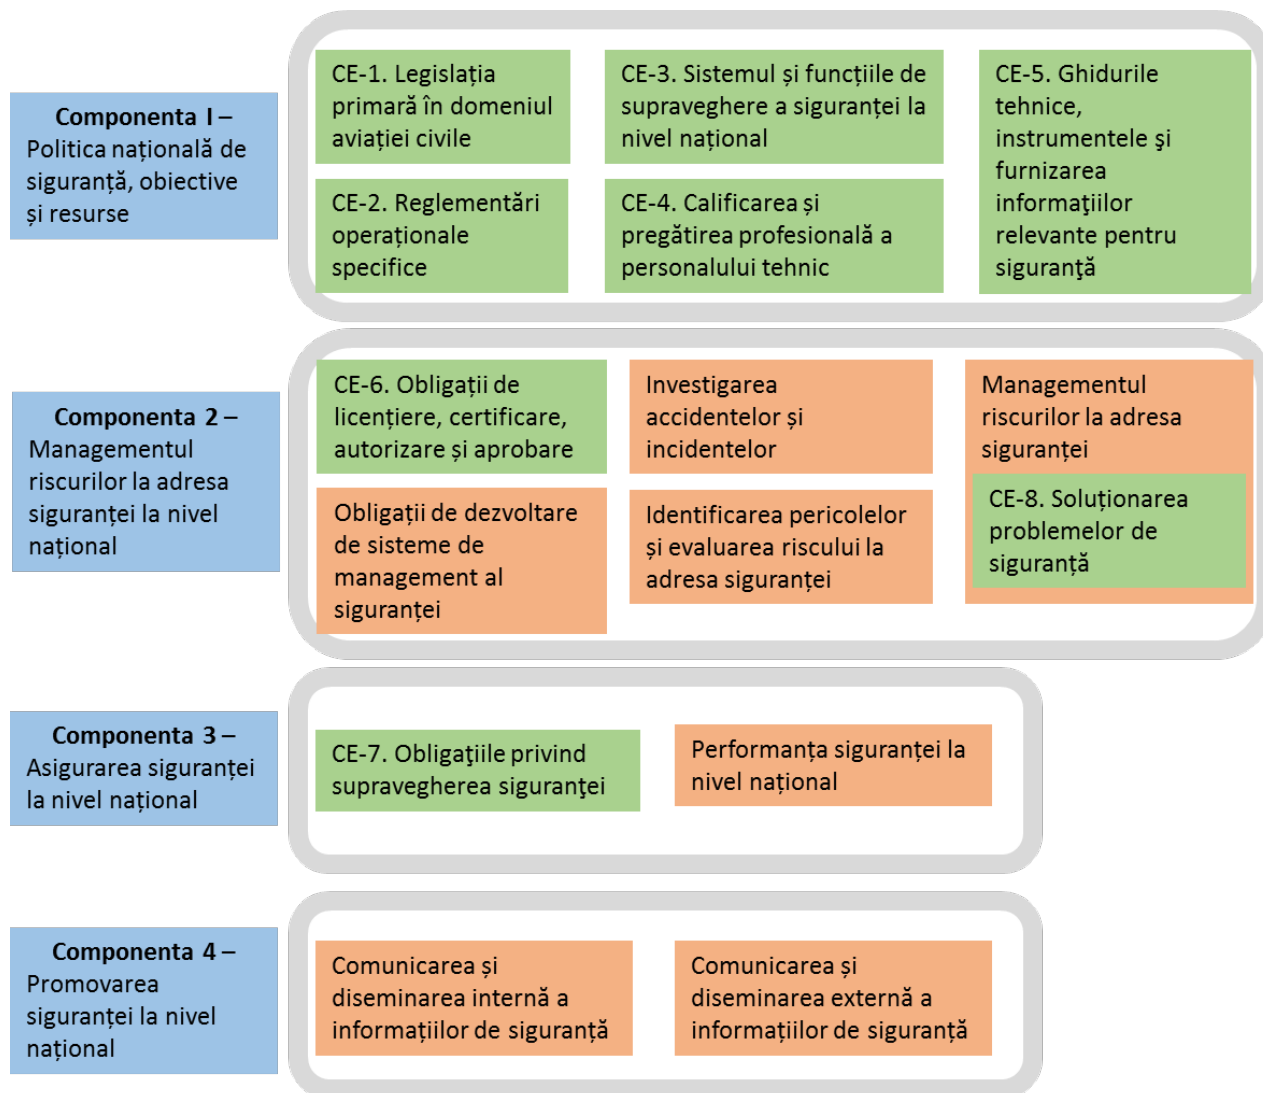 Componenta I –
Politica națională de
siguranță, obiective
și resurse
CE-1. Legislația
primară în domeniul
aviației civile
CE-2. Reglementări
operaționale
specifice
CE-3. Sistemul și funcțiile de
supraveghere a siguranței la
nivel național
CE-4. Calificarea și
pregătirea profesională a
personalului tehnic
CE-5. Ghidurile
tehnice,
instrumentele şi
furnizarea
informaţiilor
relevante pentru
siguranţă
Componenta 2 –
Managementul
riscurilor la adresa
siguranței la nivel
național
CE-6. Obligații de
licențiere, certificare,
autorizare și aprobare
Obligații de dezvoltare
de sisteme de
management al
siguranței
Investigarea
accidentelor și
incidentelor
Identificarea pericolelor
și evaluarea riscului la
adresa siguranței
Managementul
riscurilor la adresa
siguranței
CE-8. Soluționarea
problemelor de
siguranță
Componenta 3 –
Asigurarea siguranței
la nivel național
CE-7. Obligaţiile privind
supravegherea siguranţei
Performanța siguranței la
nivel național
Componenta 4 –
Promovarea
siguranței la nivel
național
Comunicarea și
diseminarea internă a
informațiilor de siguranță
Comunicarea și
diseminarea externă a
informațiilor de siguranță